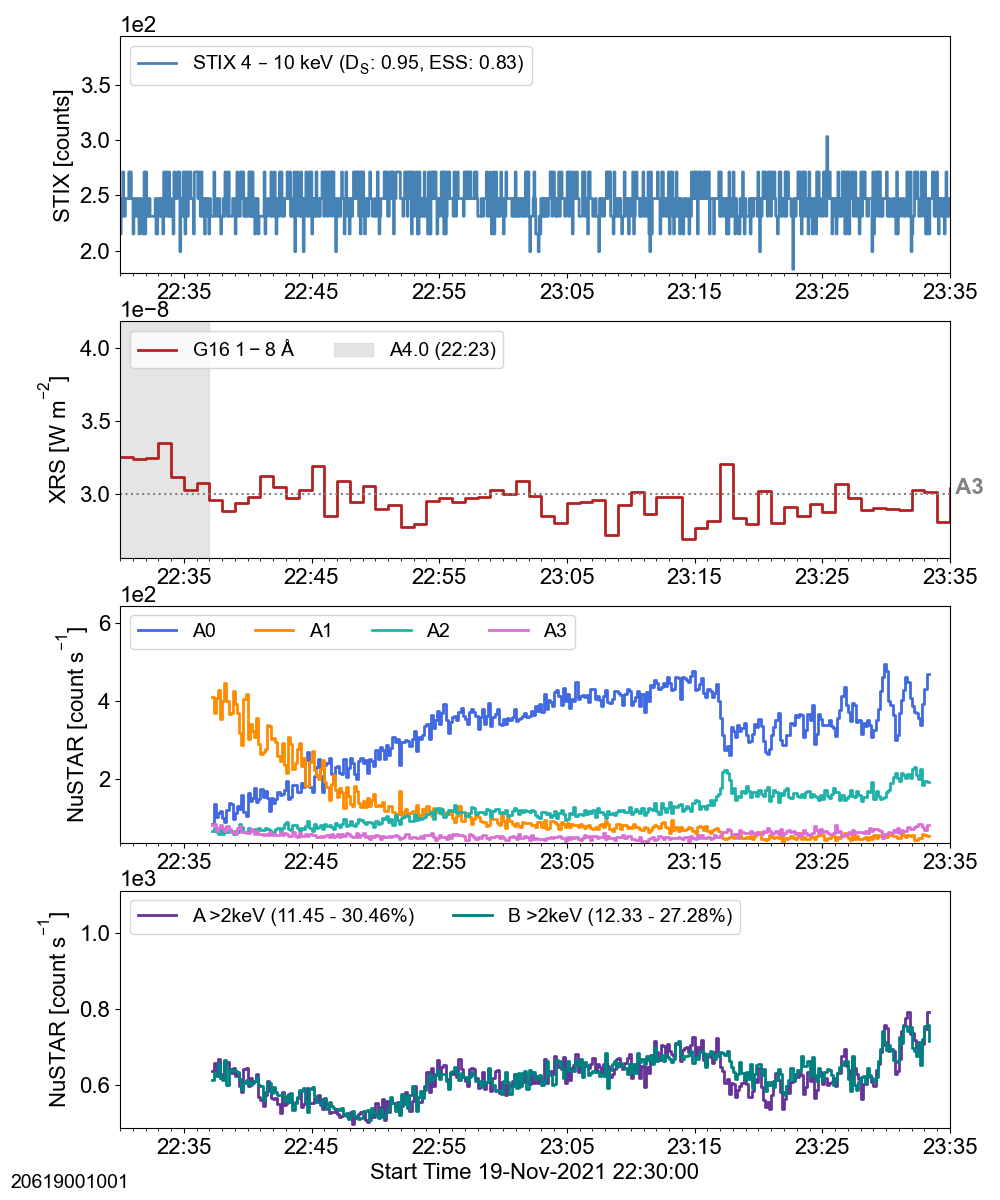 1e2
STIX 4 – 10 keV (D_S: 0.95, ESS: 0.83)
STIX [counts]
3.5
3.0
2.5
2.0
22:35 22:45 22:55 23:05 23:15 23:25 23:35
1e−8
G16 1 – 8 Å A4.0 (22:23)
XRS [W m⁻²]
4.0
3.5
3.0
A3
22:35 22:45 22:55 23:05 23:15 23:25 23:35
1e2
A0 A1 A2 A3
NuSTAR [count s⁻¹]
6
4
2
22:35 22:45 22:55 23:05 23:15 23:25 23:35
1e3
A >2keV (11.45 - 30.46%) B >2keV (12.33 - 27.28%)
NuSTAR [count s⁻¹]
1.0
0.8
0.6
22:35 22:45 22:55 23:05 23:15 23:25 23:35
Start Time 19-Nov-2021 22:30:00
20619001001